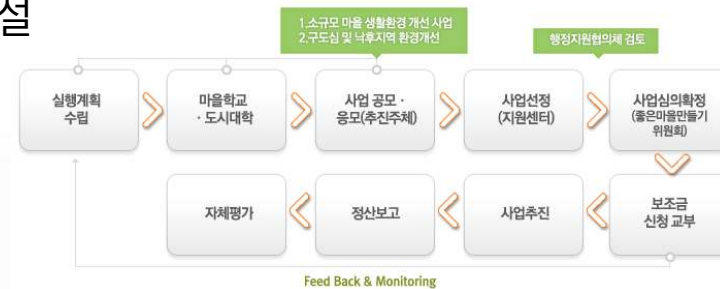 설
1.소규모 마을 생활환경 개선 사업
2.구도심 및 낙후지역 환경개선
행정지원협의체 검토
실행계획
수립
마을학교
· 도시대학
사업 공모 ·
응모(추진주체)
사업선정
(지원센터)
사업심의확정
(좋은마을만들기
위원회)
자체평가
정산보고
사업추진
보조금
신청 교부
Feed Back & Monitoring